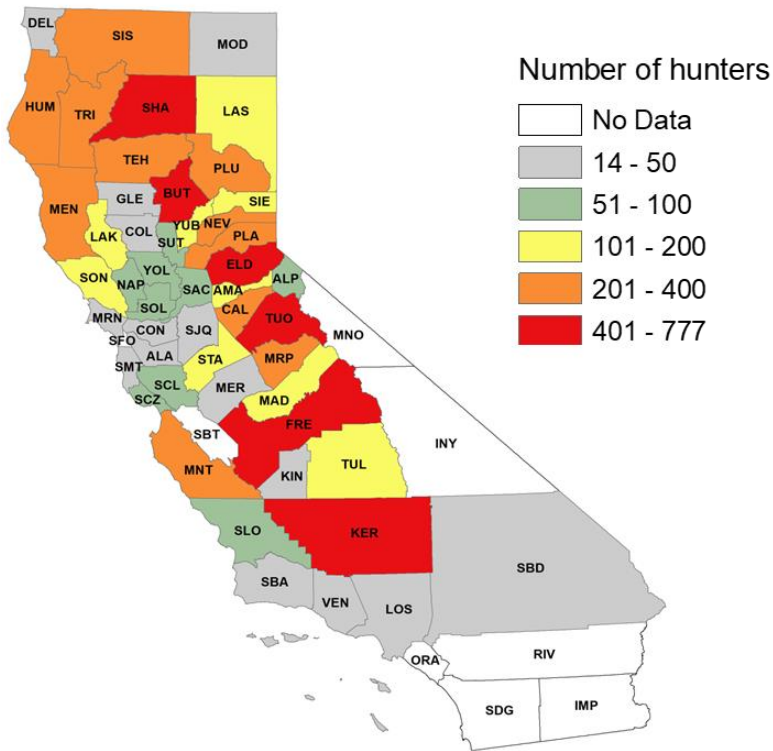 DEL
SIS
MOD
Number of hunters
No Data
14 - 50
51 - 100
101 - 200
201 - 400
401 - 777
HUM
TRI
SHA
LAS
TEH
PLU
MEN
GLE
BUT
SIE
COL
YUB
NEV
LAK
SUT
PLA
SON
YOL
ELD
NAP
SAC
AMA
ALP
SOL
CAL
MRN
TUO
SFO
CON
SJQ
MNO
SMT
ALA
STA
MRP
SCL
MER
MAD
SCZ
SBT
FRE
INY
MNT
KIN
TUL
SLO
KER
SBD
SBA
VEN
LOS
ORA
RIV
SDG
IMP